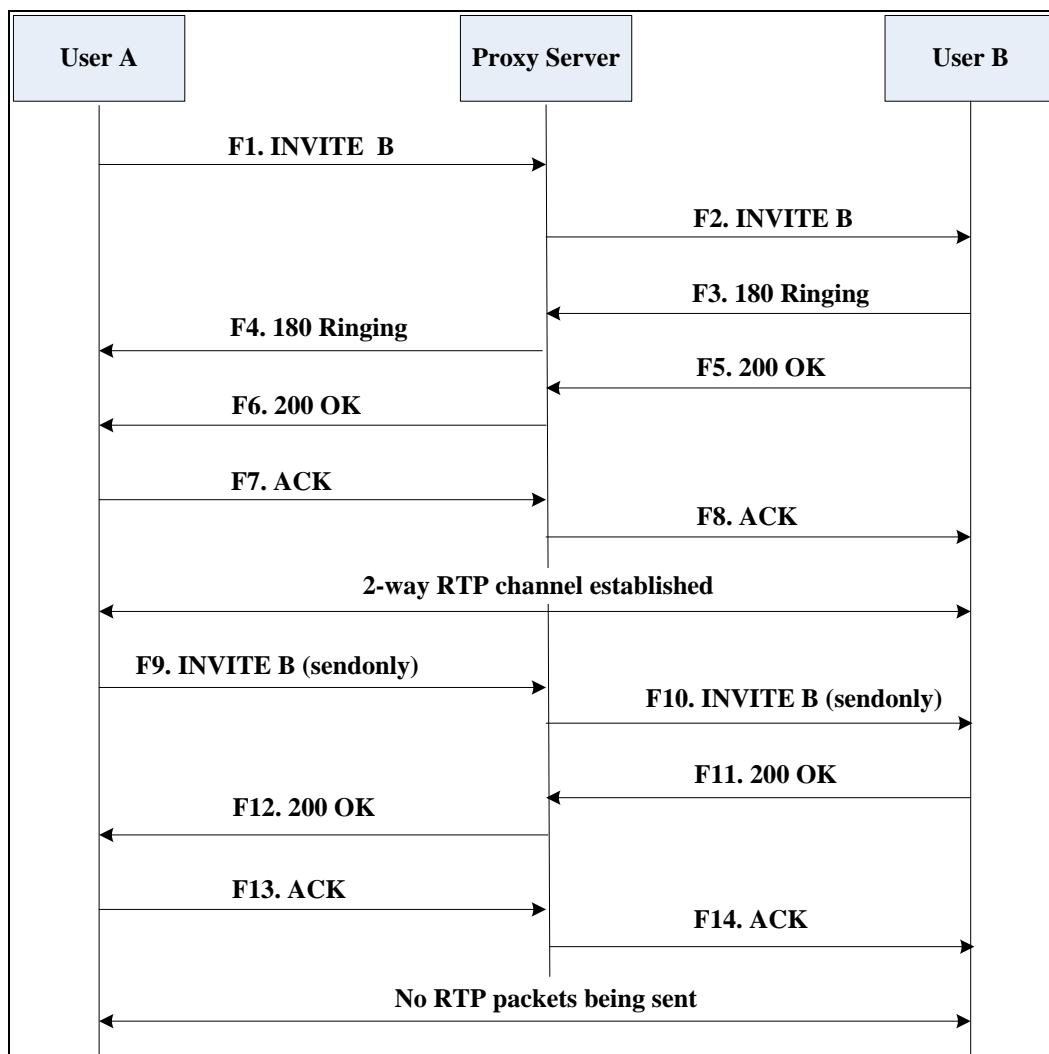 User A
Proxy Server
User B
F1. INVITE B
F2. INVITE B
F3. 180 Ringing
F4. 180 Ringing
F5. 200 OK
F6. 200 OK
F7. ACK
F8. ACK
2-way RTP channel established
F9. INVITE B (sendonly)
F10. INVITE B (sendonly)
F11. 200 OK
F12. 200 OK
F13. ACK
F14. ACK
No RTP packets being sent